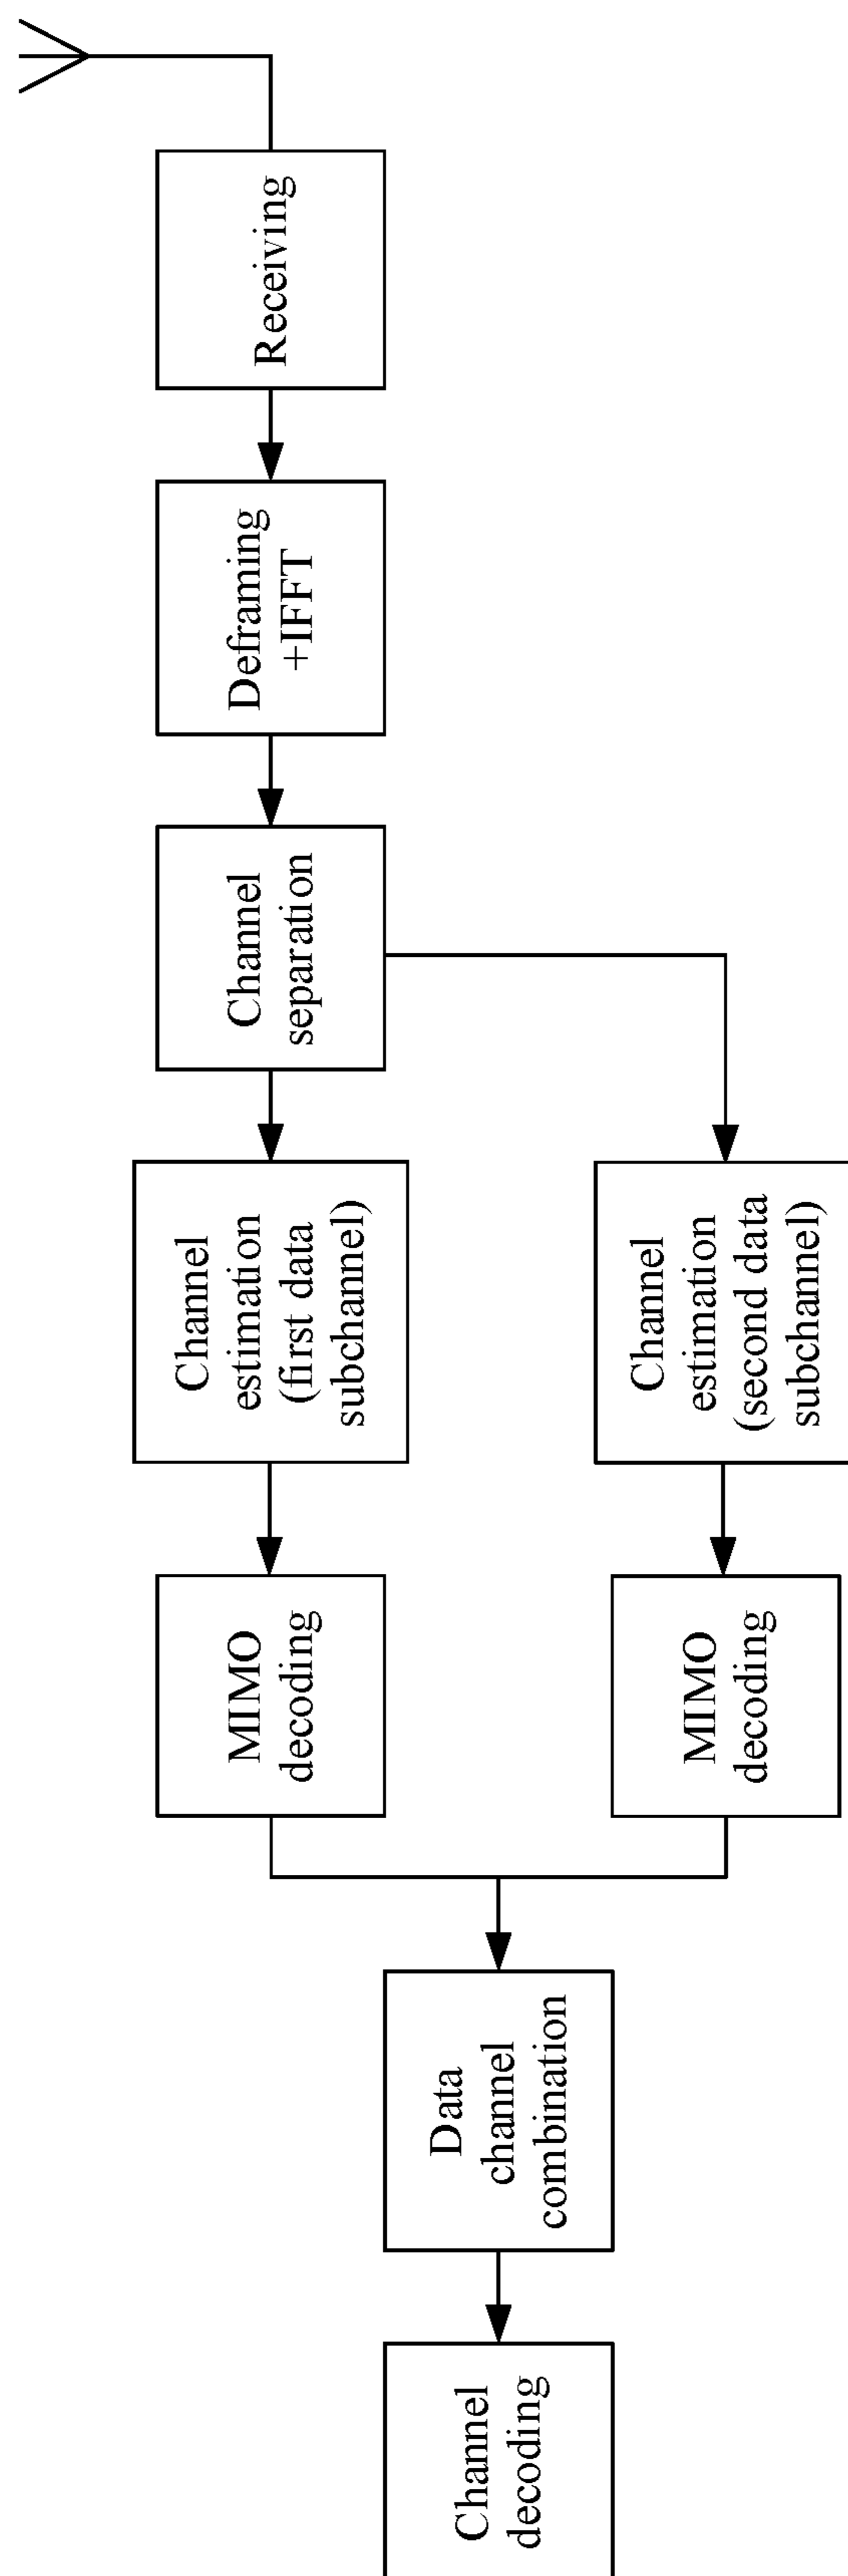 Receiving
Deframing
+IFFT
Channel
separation
Channel
estimation
(first data
subchannel)
Channel
estimation
(second data
subchannel)
MIMO
decoding
MIMO
decoding
Data
channel
combination
Channel
decoding